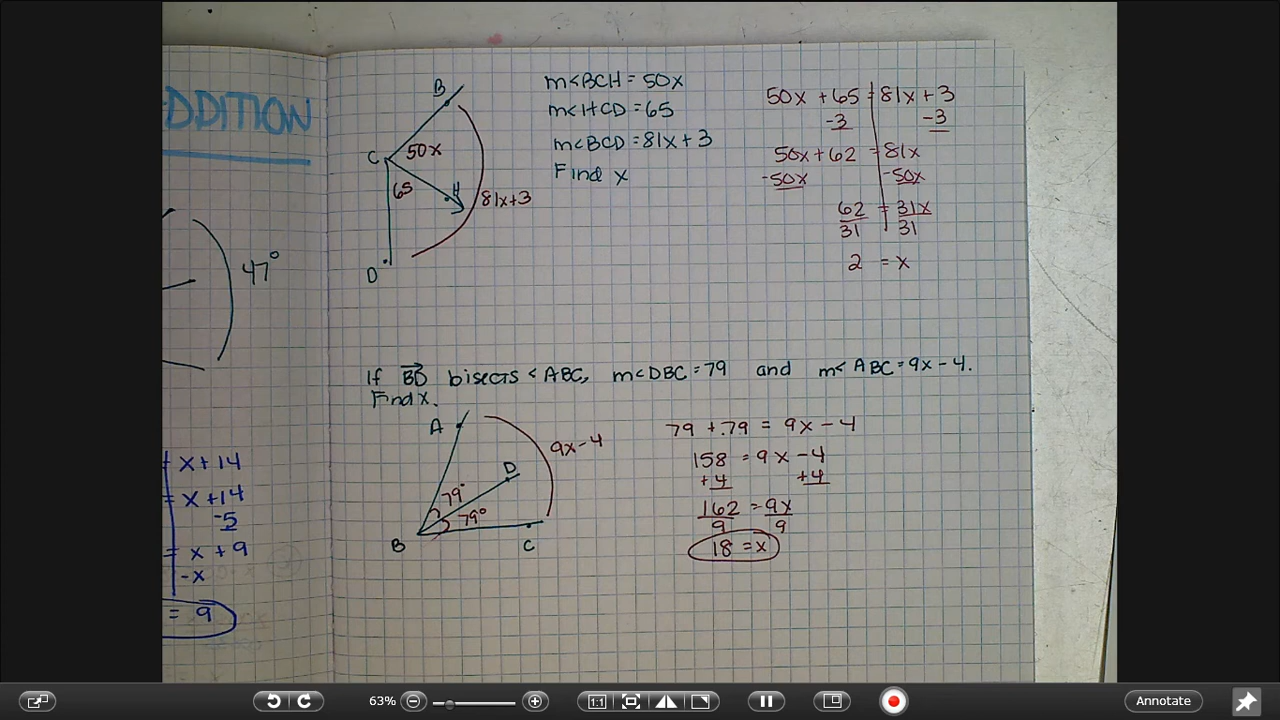 DDITION
47°
= x+14
= x+14
-5
= x + 9
-x
= 9
B
C
50x
65
H
81x+3
D
m<BCH = 50x
m<HCD = 65
m<BCD = 81x + 3
Find x
50x + 65 = 81x + 3
-3 -3
50x + 62 = 81x
-50x -50x
62 = 31x
31 31
2 = x
If BD bisects < ABC, m<DBC = 79 and m< ABC = 9x - 4.
Find x.
A
9x-4
D
79°
79°
B
C
79 + 79 = 9x - 4
158 = 9x - 4
+4 +4
162 = 9x
9 9
18 = x
63%
1:1
Annotate